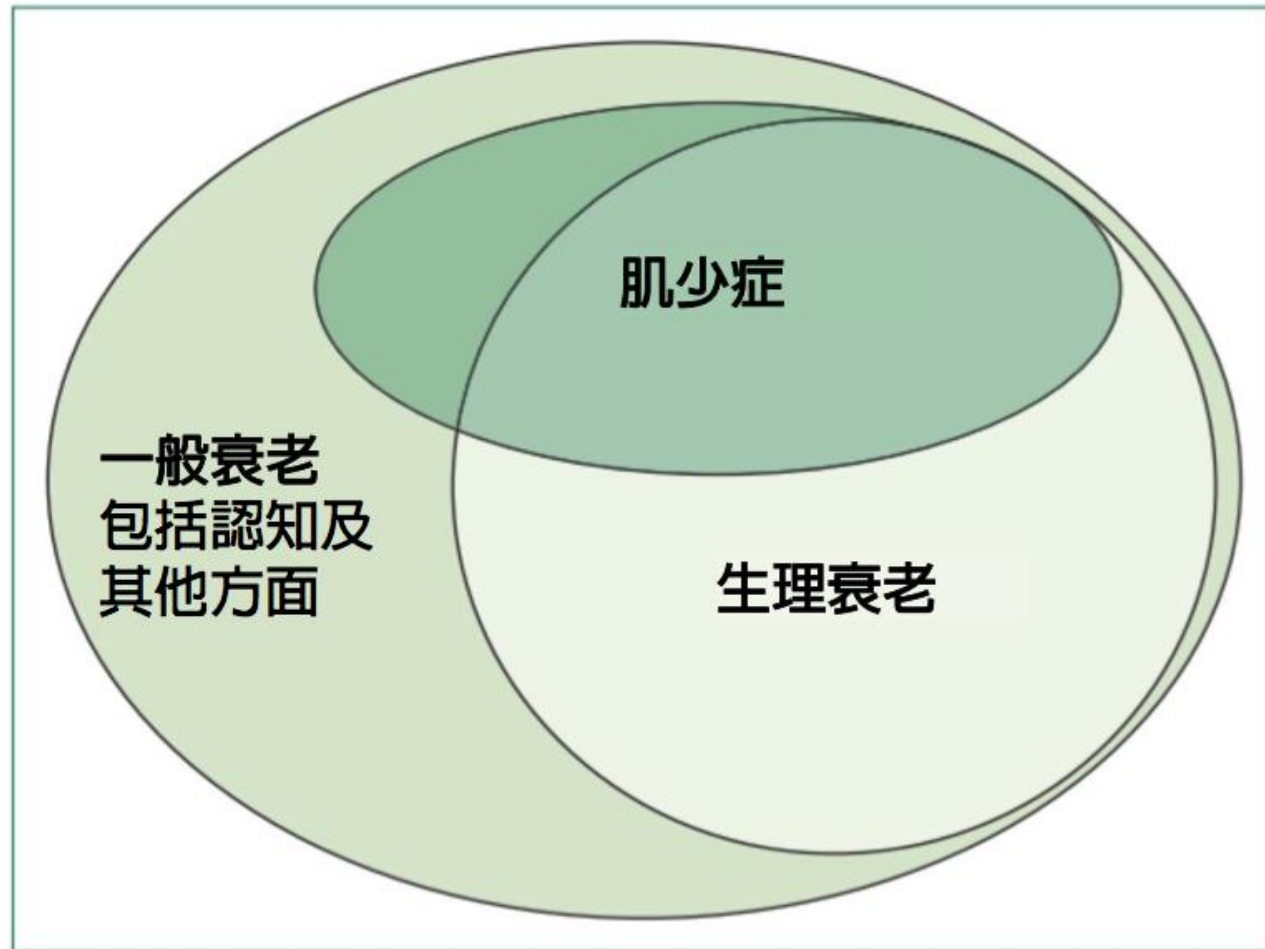 肌少症
一般衰老
包括認知及
其他方面
生理衰老